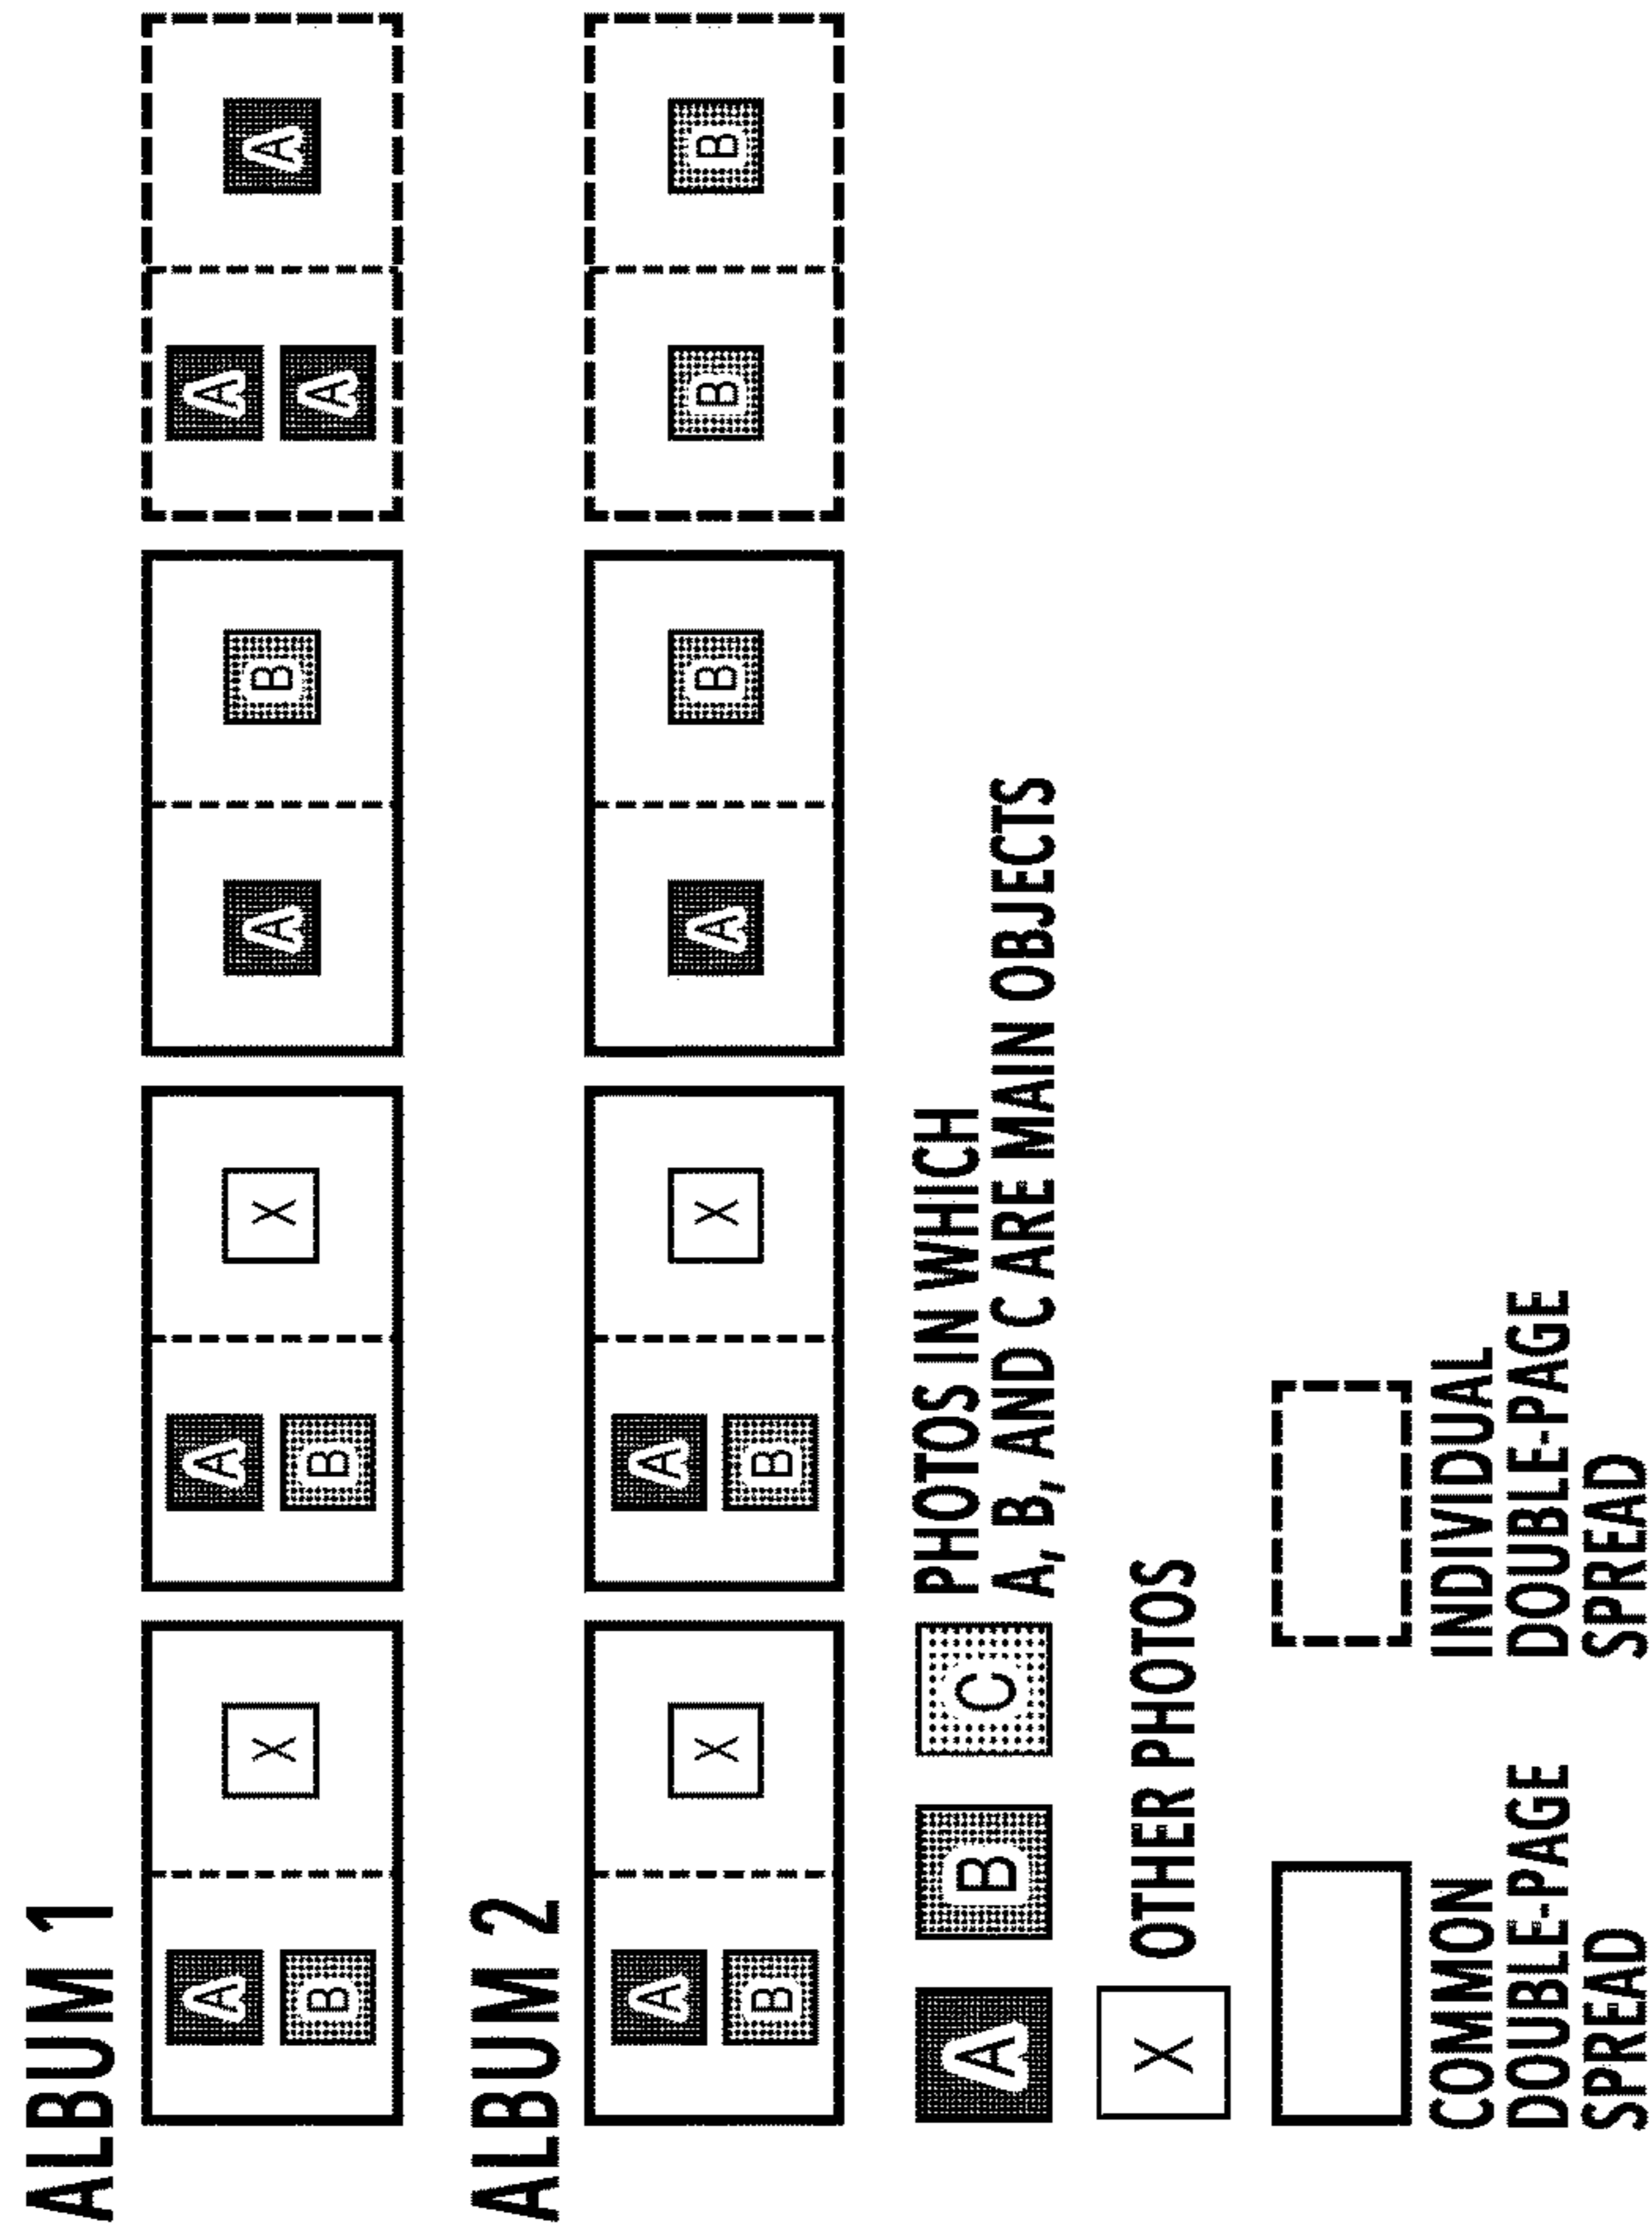 ALBUM 1
A A A
X X A B A
B B A
ALBUM 2
A A
X X A B B B
B B
A B C PHOTOS IN WHICH
A, B, AND C ARE MAIN OBJECTS
X OTHER PHOTOS
COMMON
DOUBLE-PAGE
SPREAD
INDIVIDUAL
DOUBLE-PAGE
SPREAD